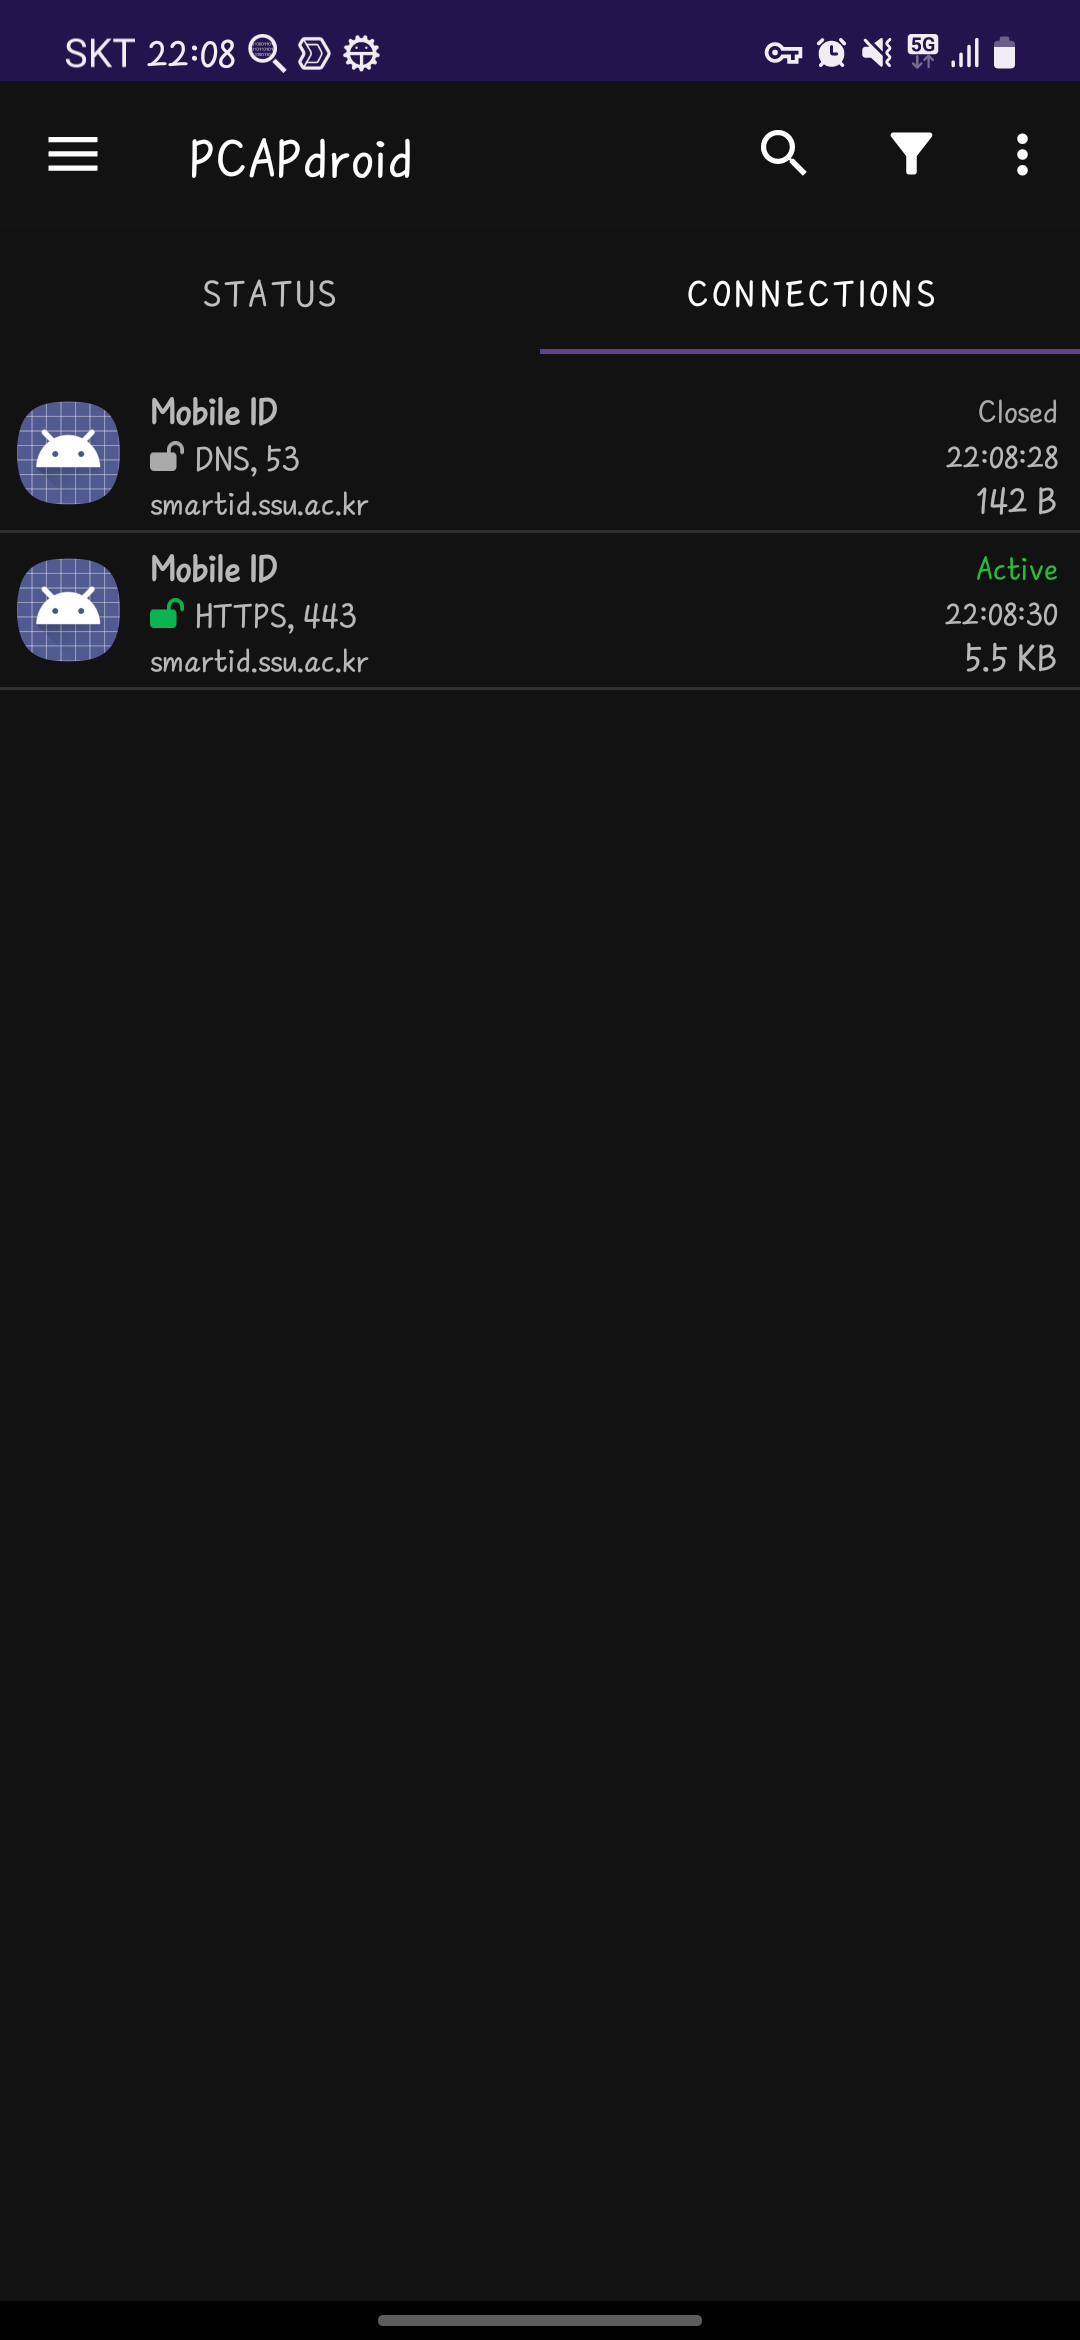 SKT 22:08
5G
PCAPdroid
STATUS
CONNECTIONS
Mobile ID
Closed
DNS, 53
22:08:28
smartid.ssu.ac.kr
142 B
Mobile ID
Active
HTTPS, 443
22:08:30
smartid.ssu.ac.kr
5.5 KB